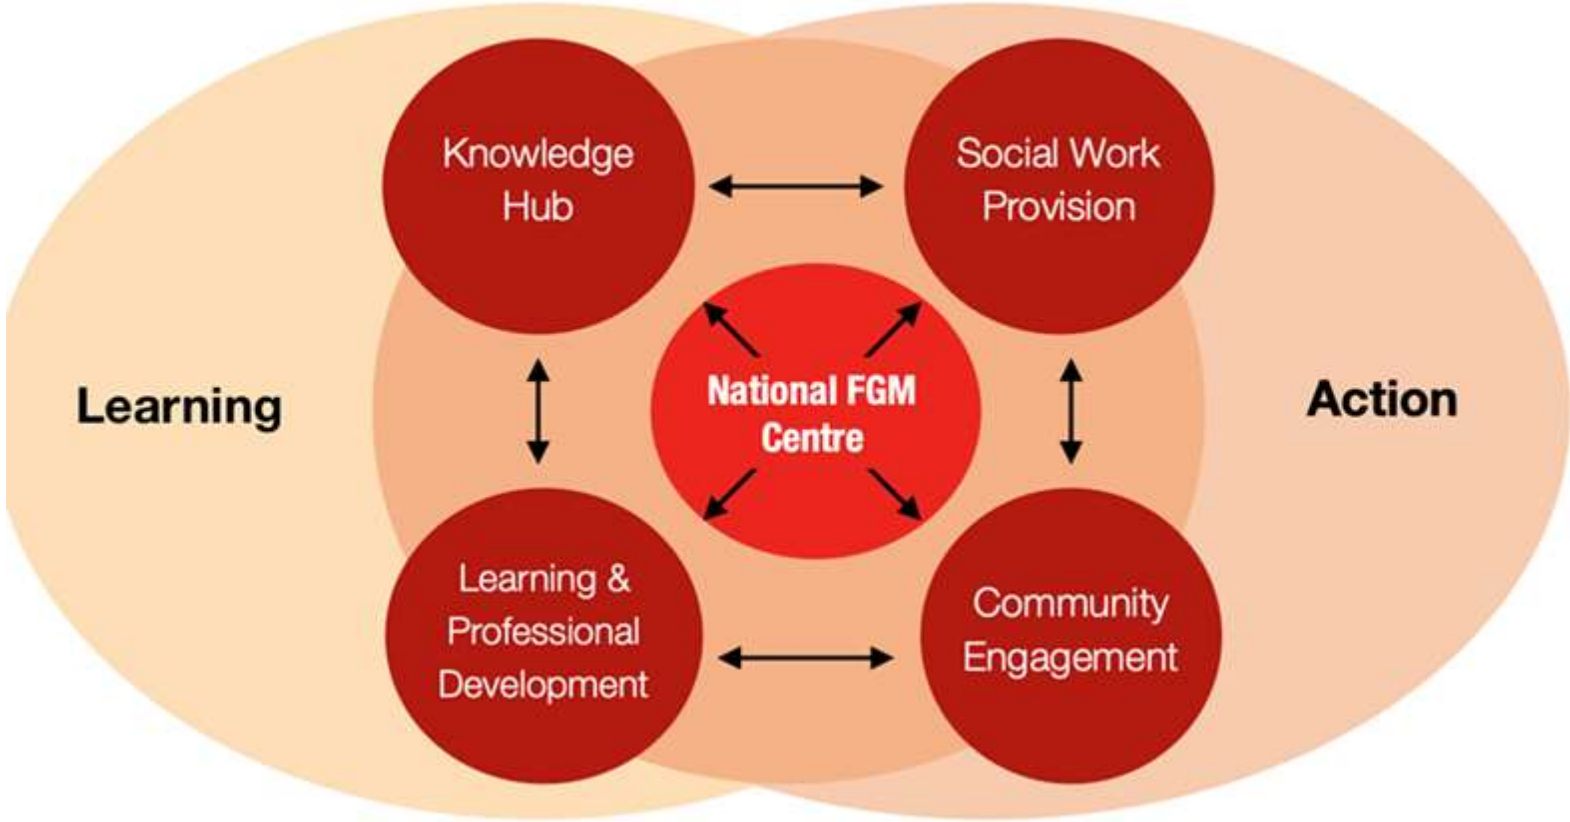 Knowledge
Hub
Social Work
Provision
Learning
National FGM
Centre
Action
Learning &
Professional
Development
Community
Engagement